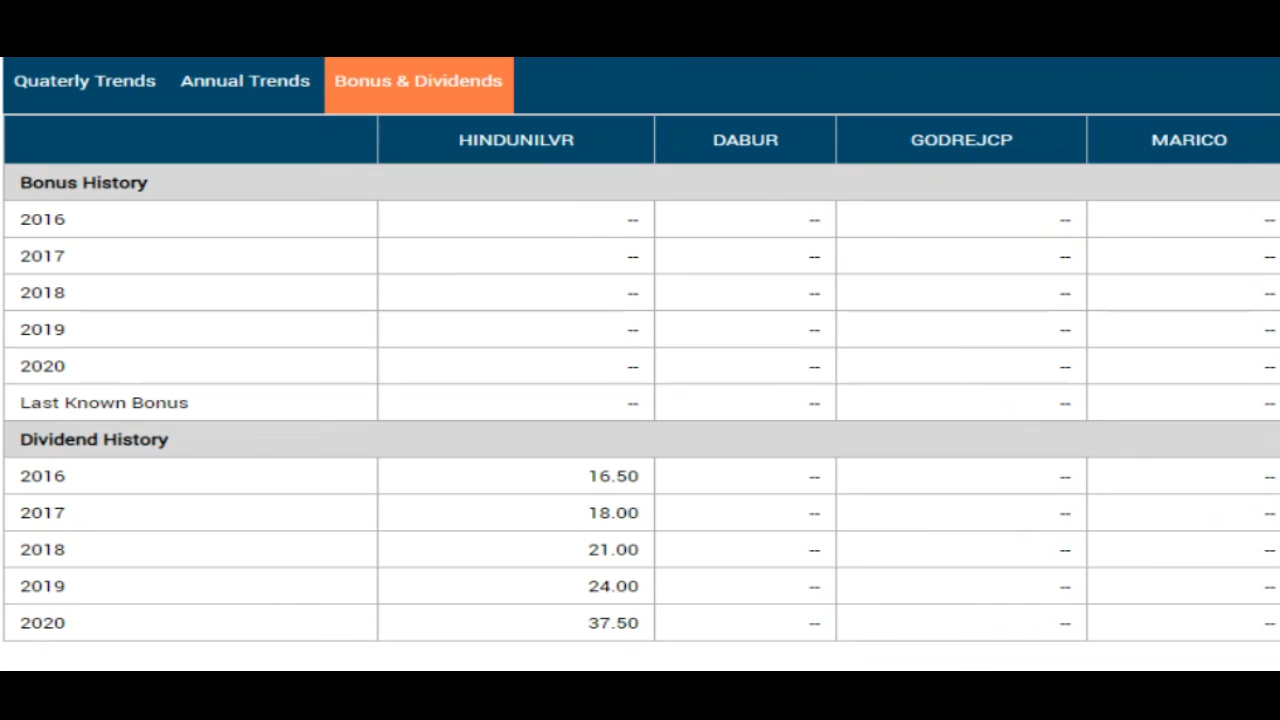 Quaterly Trends Annual Trends Bonus & Dividends
HINDUNILVR DABUR GODREJCP MARICO
Bonus History
2016 -- -- -- --
2017 -- -- -- --
2018 -- -- -- --
2019 -- -- -- --
2020 -- -- -- --
Last Known Bonus -- -- -- --
Dividend History
2016 16.50 -- -- --
2017 18.00 -- -- --
2018 21.00 -- -- --
2019 24.00 -- -- --
2020 37.50 -- -- --